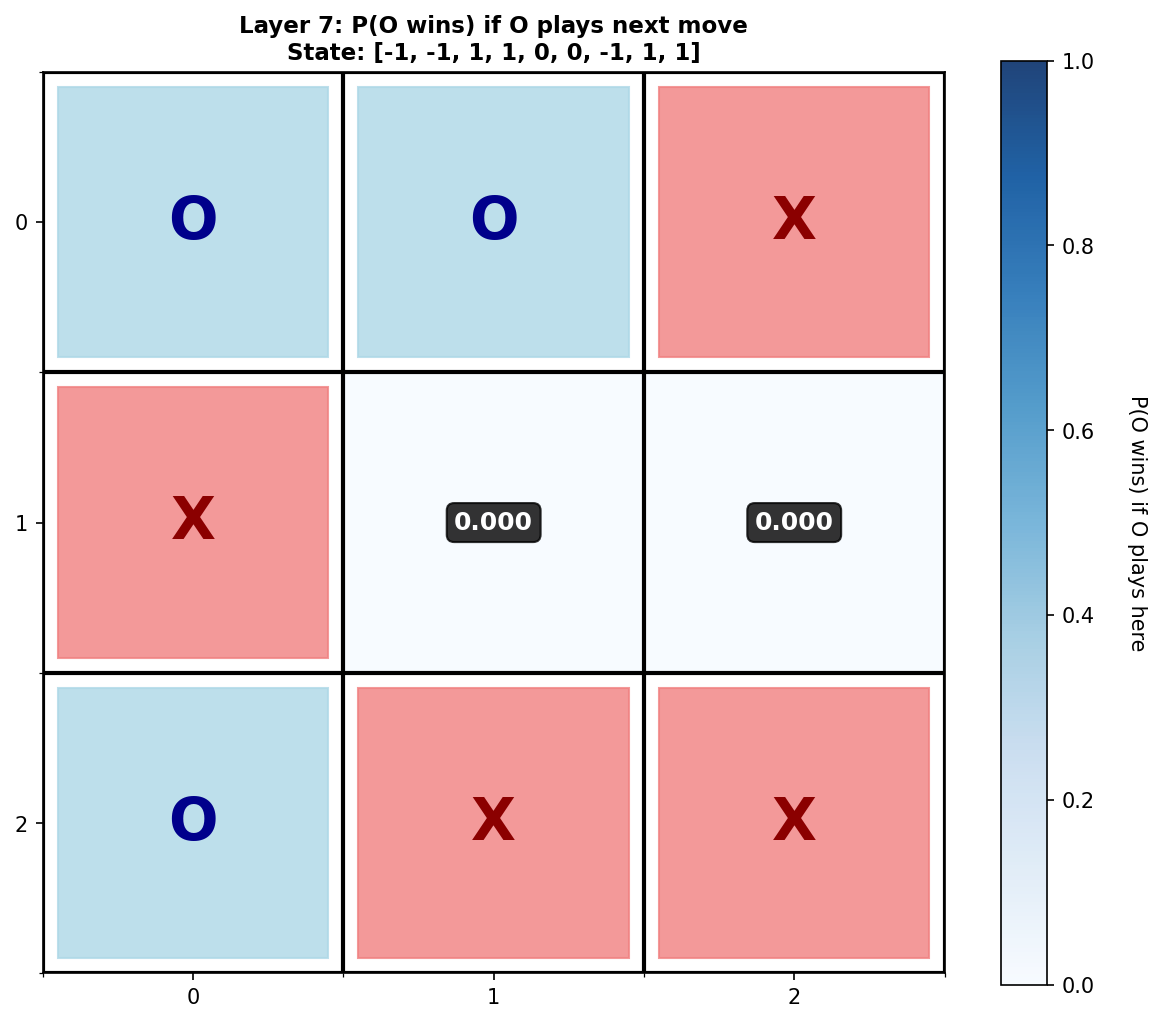 Layer 7: P(O wins) if O plays next move
State: [-1, -1, 1, 1, 0, 0, -1, 1, 1]
0
O
O
X
1
X
0.000
0.000
2
O
X
X
0
1
2
1.0
0.8
0.6
0.4
0.2
0.0
P(O wins) if O plays here